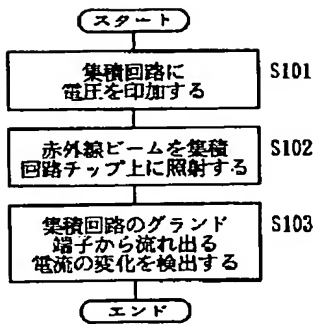 スタート
集積回路に
電圧を印加する
S101
赤外線ビームを集積
回路チップ上に照射する
S102
集積回路のグランド
端子から流れ出る
電流の変化を検出する
S103
エンド